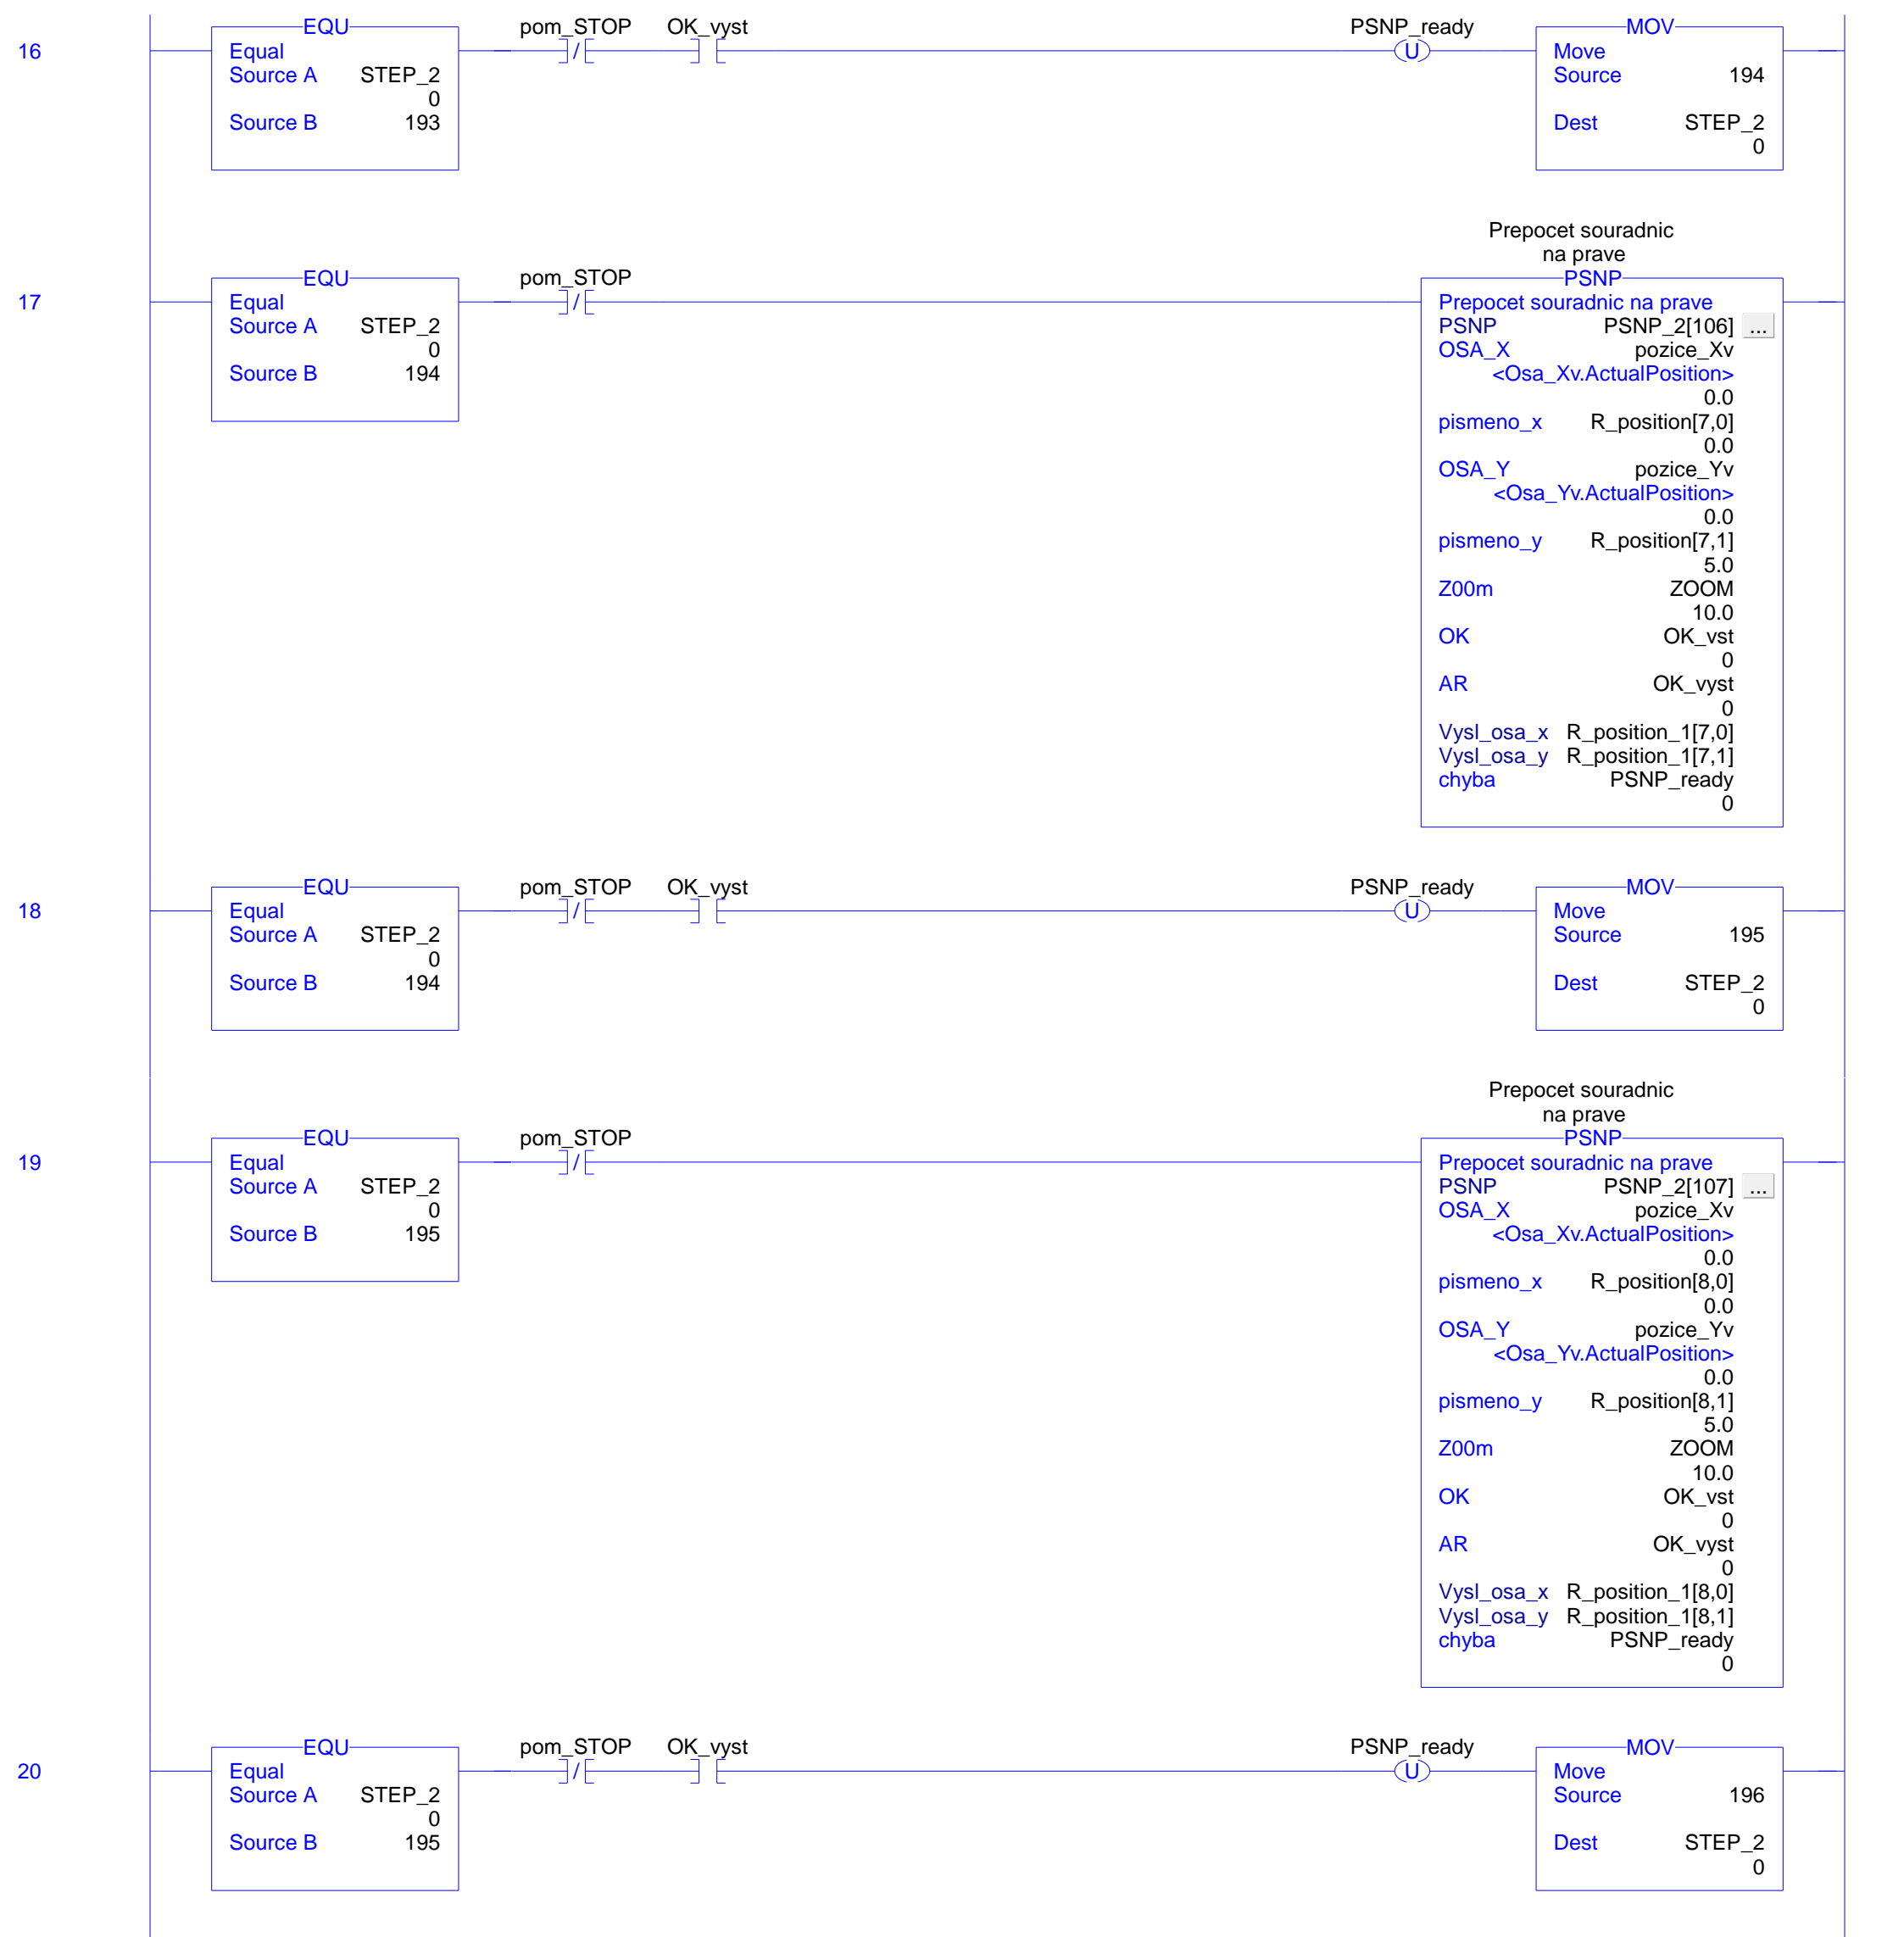 16
EQU
Equal
Source A STEP_2
0
Source B 193
pom_STOP OK_vyst
/
PSNP_ready
U
MOV
Move
Source 194
Dest STEP_2
0
17
EQU
Equal
Source A STEP_2
0
Source B 194
pom_STOP
/
Prepocet souradnic
na prave
PSNP
Prepocet souradnic na prave
PSNP PSNP_2[106] ...
OSA_X pozice_Xv
<Osa_Xv.ActualPosition>
0.0
pismeno_x R_position[7,0]
0.0
OSA_Y pozice_Yv
<Osa_Yv.ActualPosition>
0.0
pismeno_y R_position[7,1]
5.0
Z00m ZOOM
10.0
OK OK_vst
0
AR OK_vyst
0
Vysl_osa_x R_position_1[7,0]
Vysl_osa_y R_position_1[7,1]
chyba PSNP_ready
0
18
EQU
Equal
Source A STEP_2
0
Source B 194
pom_STOP OK_vyst
/
PSNP_ready
U
MOV
Move
Source 195
Dest STEP_2
0
19
EQU
Equal
Source A STEP_2
0
Source B 195
pom_STOP
/
Prepocet souradnic
na prave
PSNP
Prepocet souradnic na prave
PSNP PSNP_2[107] ...
OSA_X pozice_Xv
<Osa_Xv.ActualPosition>
0.0
pismeno_x R_position[8,0]
0.0
OSA_Y pozice_Yv
<Osa_Yv.ActualPosition>
0.0
pismeno_y R_position[8,1]
5.0
Z00m ZOOM
10.0
OK OK_vst
0
AR OK_vyst
0
Vysl_osa_x R_position_1[8,0]
Vysl_osa_y R_position_1[8,1]
chyba PSNP_ready
0
20
EQU
Equal
Source A STEP_2
0
Source B 195
pom_STOP OK_vyst
/
PSNP_ready
U
MOV
Move
Source 196
Dest STEP_2
0